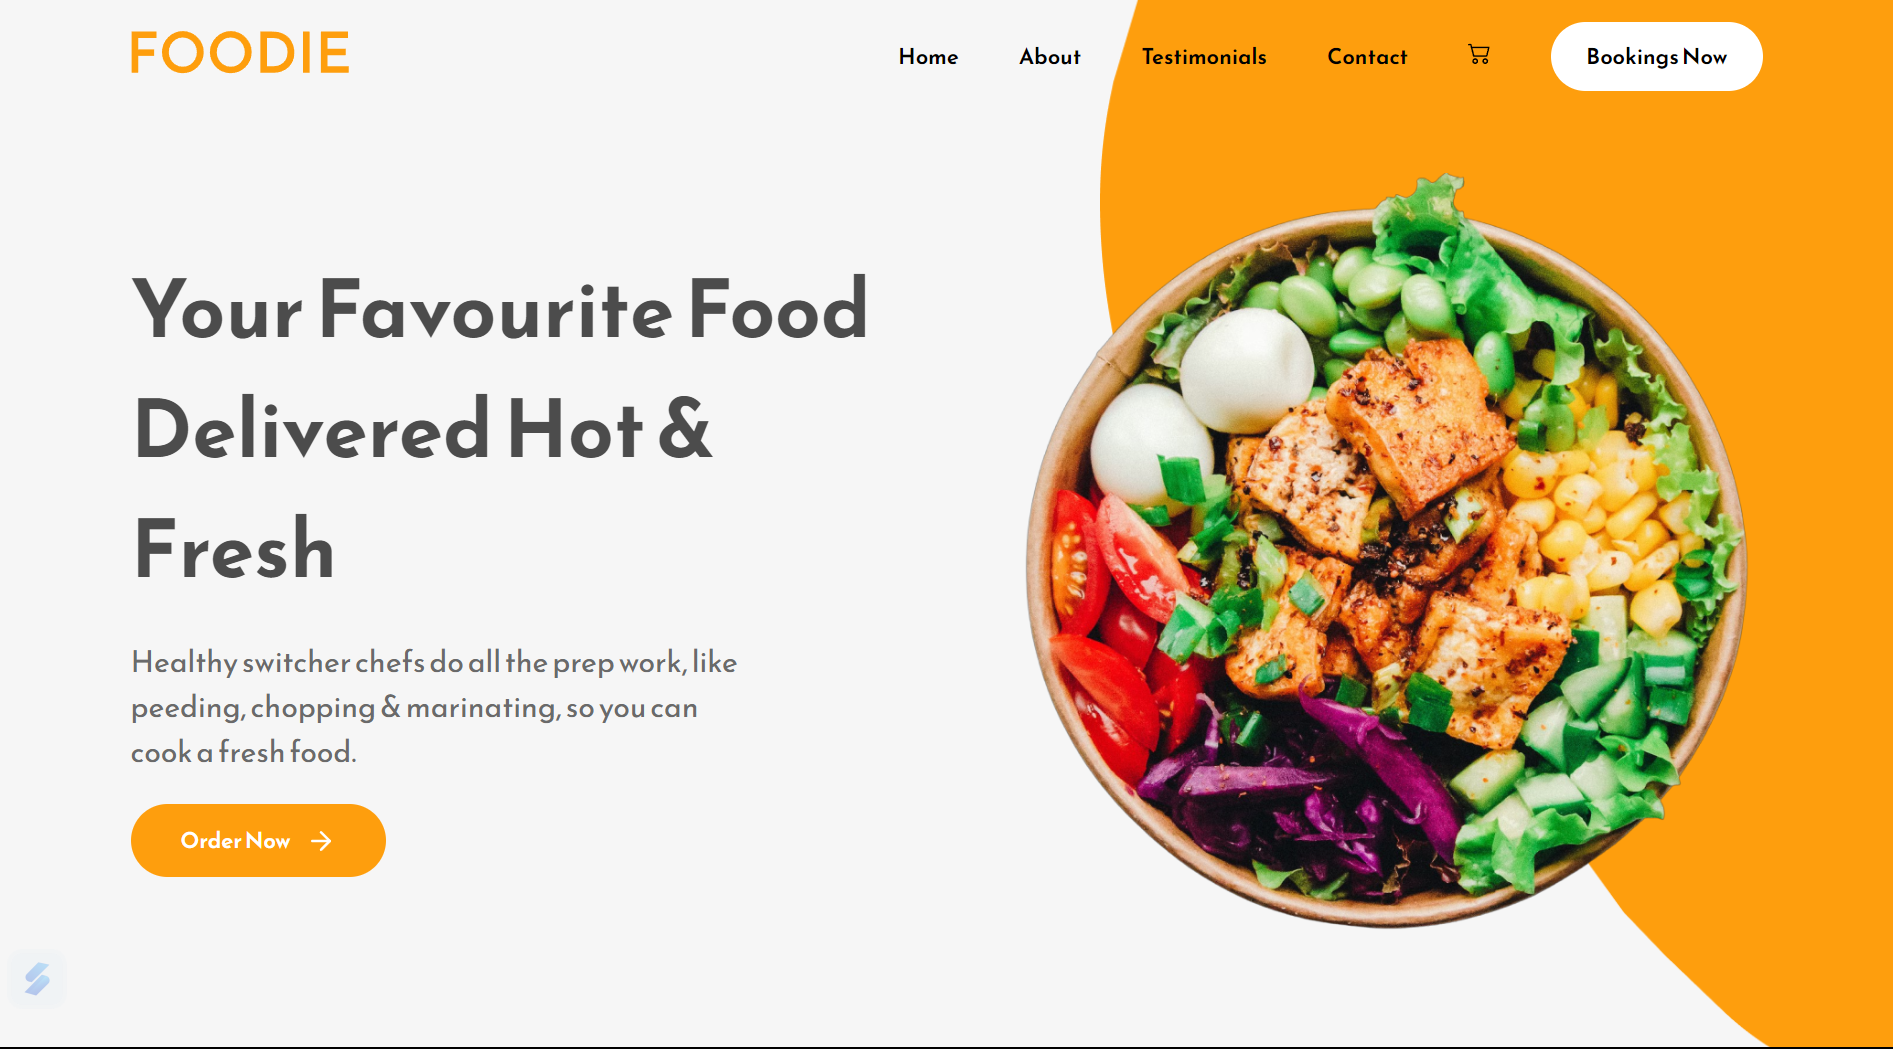 FOODIE
Home About Testimonials Contact Bookings Now
Your Favourite Food
Delivered Hot &
Fresh
Healthy switcher chefs do all the prep work, like
peeding, chopping & marinating, so you can
cook a fresh food.
Order Now